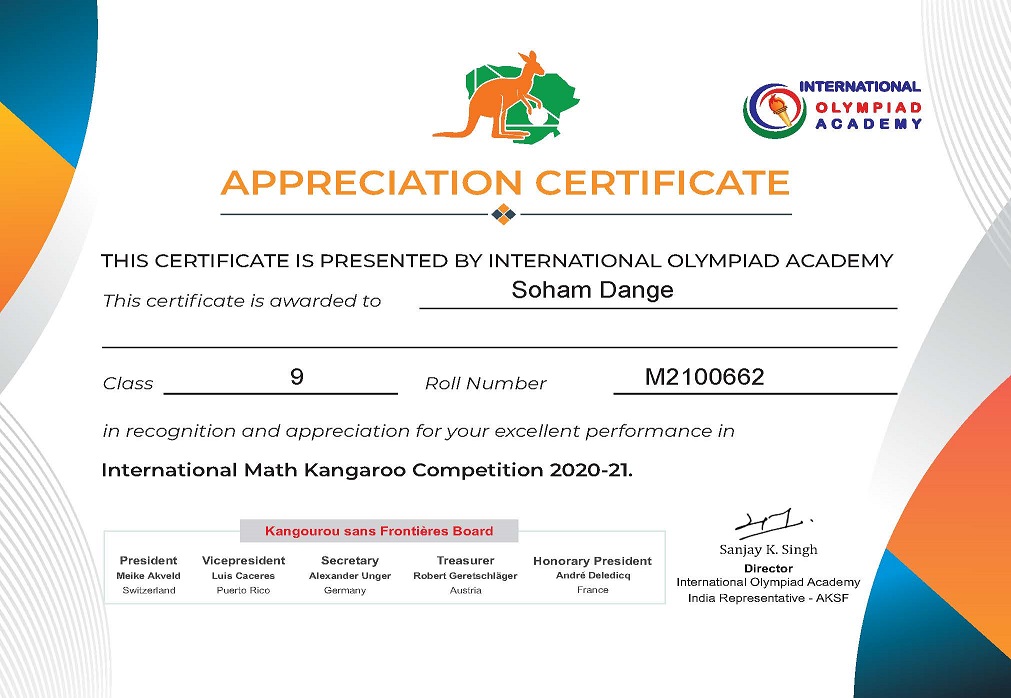 INTERNATIONAL
OLYMPIAD
ACADEMY
APPRECIATION CERTIFICATE
THIS CERTIFICATE IS PRESENTED BY INTERNATIONAL OLYMPIAD ACADEMY
This certificate is awarded to Soham Dange
Class 9 Roll Number M2100662
in recognition and appreciation for your excellent performance in
International Math Kangaroo Competition 2020-21.
Kangourou sans Frontières Board
President Vicepresident Secretary Treasurer Honorary President
Meike Akveld Luis Caceres Alexander Unger Robert Geretschläger André Deledicq
Switzerland Puerto Rico Germany Austria France
Sanjay K. Singh
Director
International Olympiad Academy
India Representative - AKSF